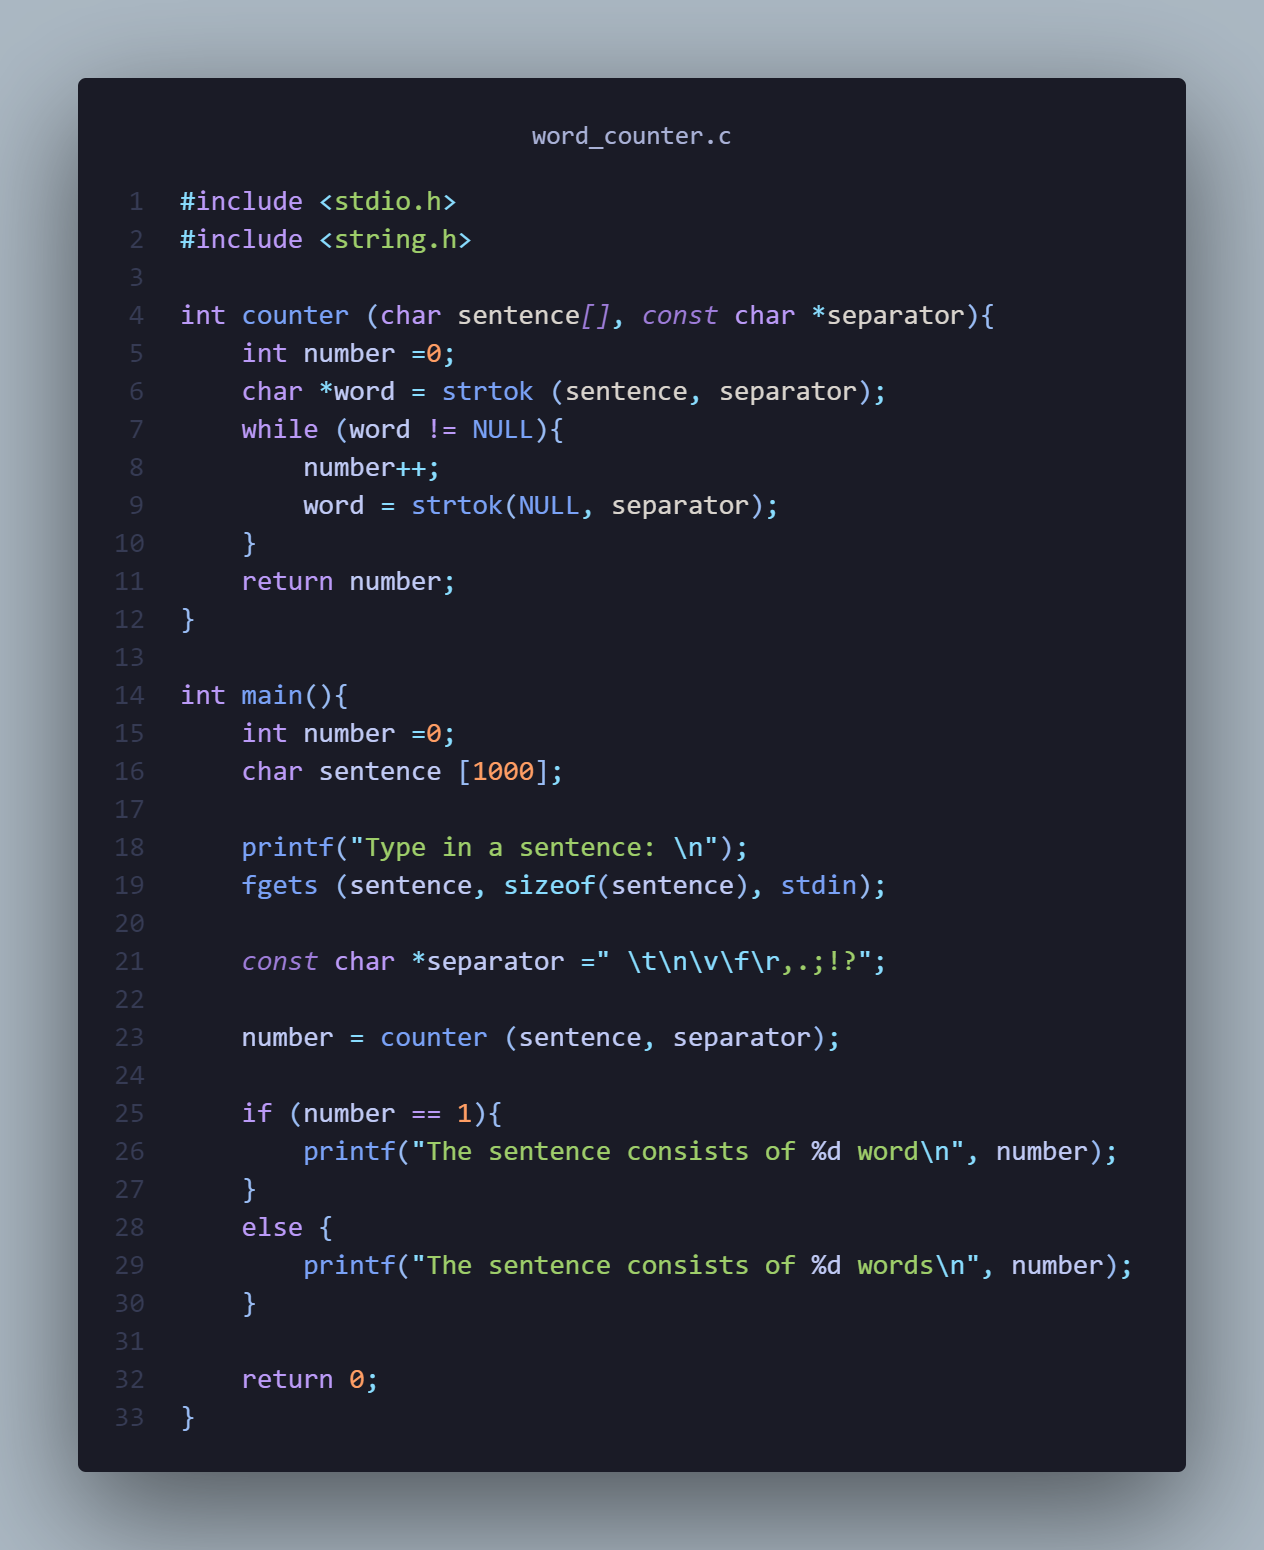 word_counter.c
1 #include <stdio.h>
2 #include <string.h>
3
4 int counter (char sentence[], const char *separator){
5     int number =0;
6     char *word = strtok (sentence, separator);
7     while (word != NULL){
8         number++;
9         word = strtok(NULL, separator);
10     }
11     return number;
12 }
13
14 int main(){
15     int number =0;
16     char sentence [1000];
17
18     printf("Type in a sentence: \n");
19     fgets (sentence, sizeof(sentence), stdin);
20
21     const char *separator =" \t\n\v\f\r,.;!?";
22
23     number = counter (sentence, separator);
24
25     if (number == 1){
26         printf("The sentence consists of %d word\n", number);
27     }
28     else {
29         printf("The sentence consists of %d words\n", number);
30     }
31
32     return 0;
33 }